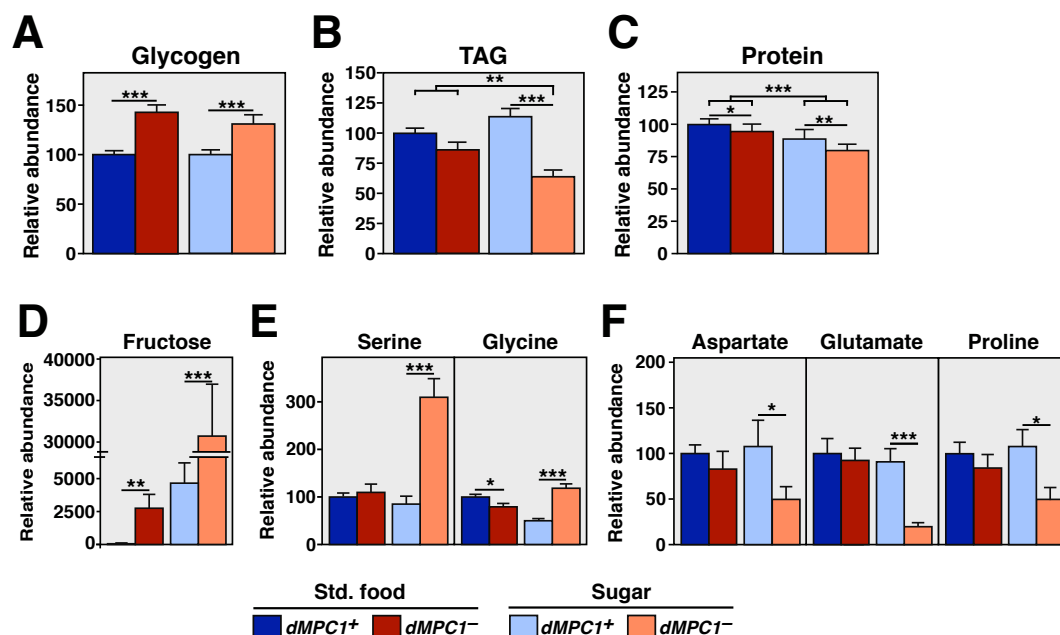 A
Glycogen
Relative abundance
150
100
50
0
***
***
B
TAG
Relative abundance
150
125
100
75
50
25
0
**
***
C
Protein
Relative abundance
125
100
75
50
25
0
***
*
**
D
Fructose
Relative abundance
40000
35000
30000
5000
2500
0
**
***
E
Serine Glycine
Relative abundance
300
200
100
0
***
*
***
F
Aspartate Glutamate Proline
Relative abundance
200
150
100
50
0
*
***
*
Std. food Sugar
dMPC1+ dMPC1− dMPC1+ dMPC1−